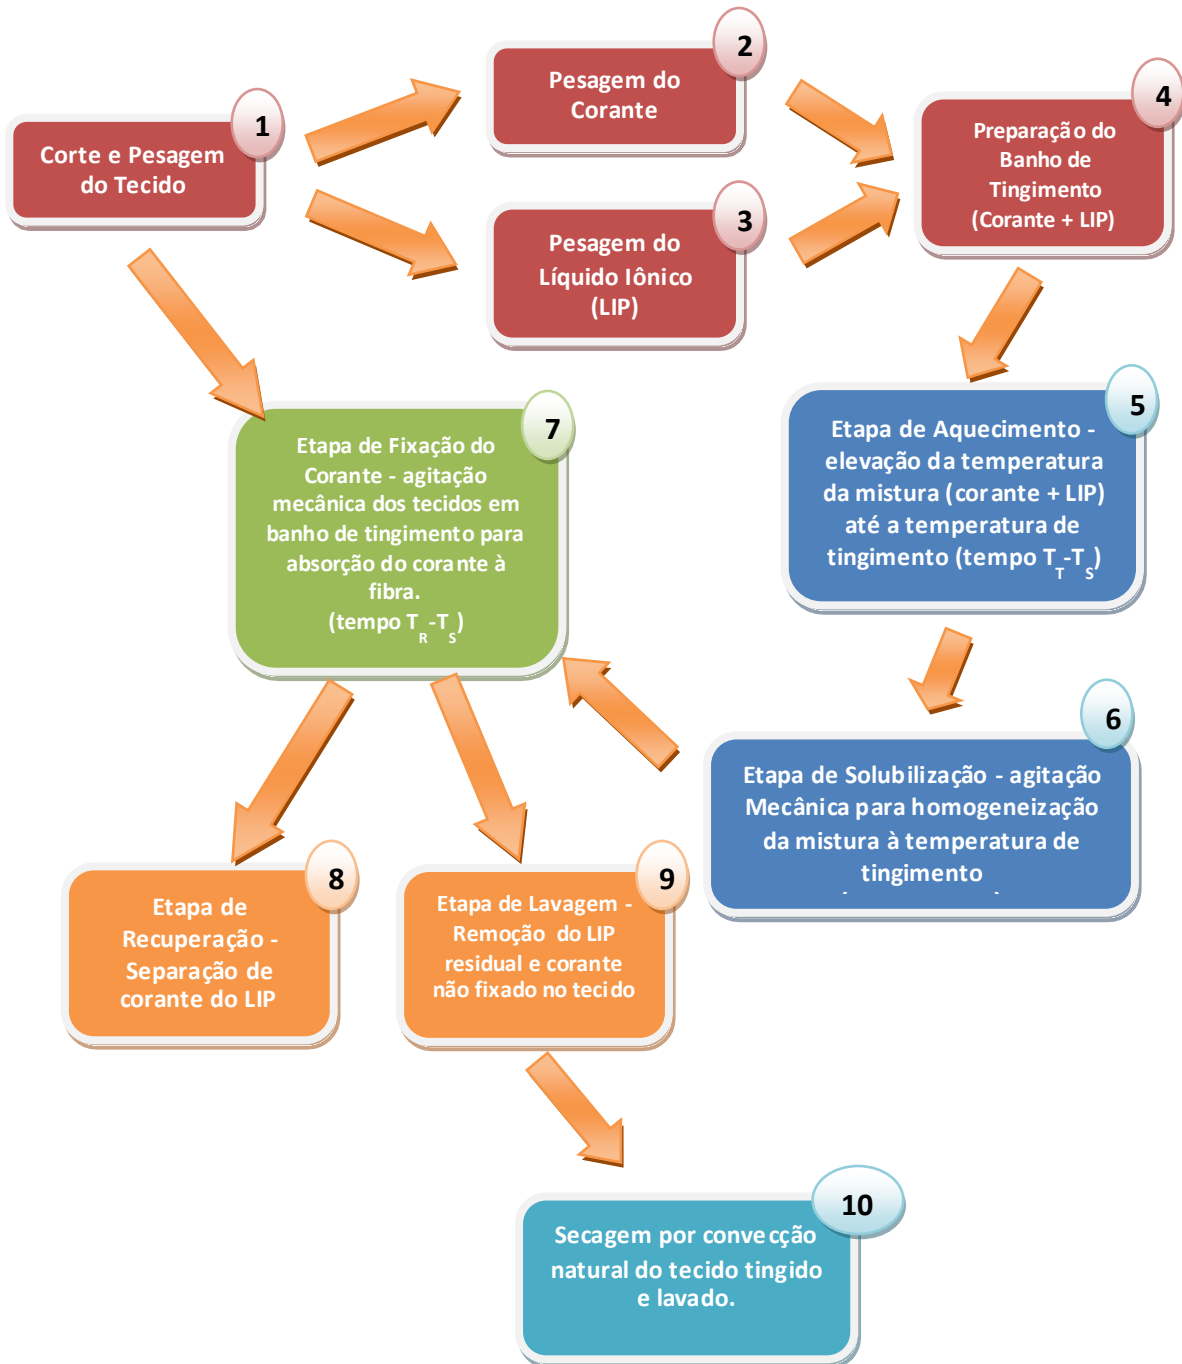 1
Corte e Pesagem
do Tecido
2
Pesagem do
Corante
3
Pesagem do
Líquido Iônico
(LIP)
4
Preparação do
Banho de
Tingimento
(Corante + LIP)
5
Etapa de Aquecimento -
elevação da temperatura
da mistura (corante + LIP)
até a temperatura de
tingimento (tempo T_T-T_S)
6
Etapa de Solubilização - agitação
Mecânica para homogeneização
da mistura à temperatura de
tingimento
7
Etapa de Fixação do
Corante - agitação
mecânica dos tecidos em
banho de tingimento para
absorção do corante à
fibra.
(tempo T_R-T_S)
8
Etapa de
Recuperação -
Separação de
corante do LIP
9
Etapa de Lavagem -
Remoção do LIP
residual e corante
não fixado no tecido
10
Secagem por convecção
natural do tecido tingido
e lavado.